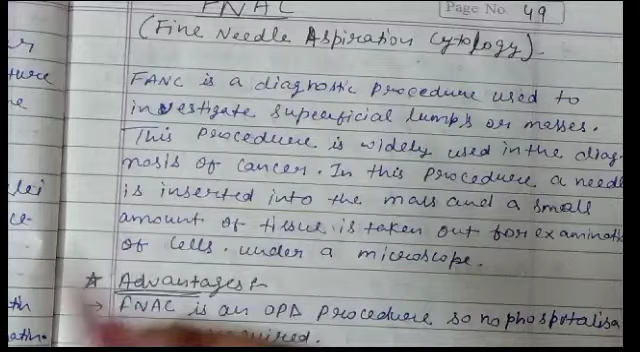 FNAC
Page No. 49
(Fine Needle Aspiration Cytology).
FANC is a diagnostic procedure used to
investigate superficial lumps or masses.
This procedure is widely used in the diag-
nosis of cancer. In this procedure a needl
is inserted into the mass and a small
amount of tissue is taken out for examinati
of cells. under a microscope.
☆ Advantages :-
→ FNAC is an OPD procedure so no phospitalisa